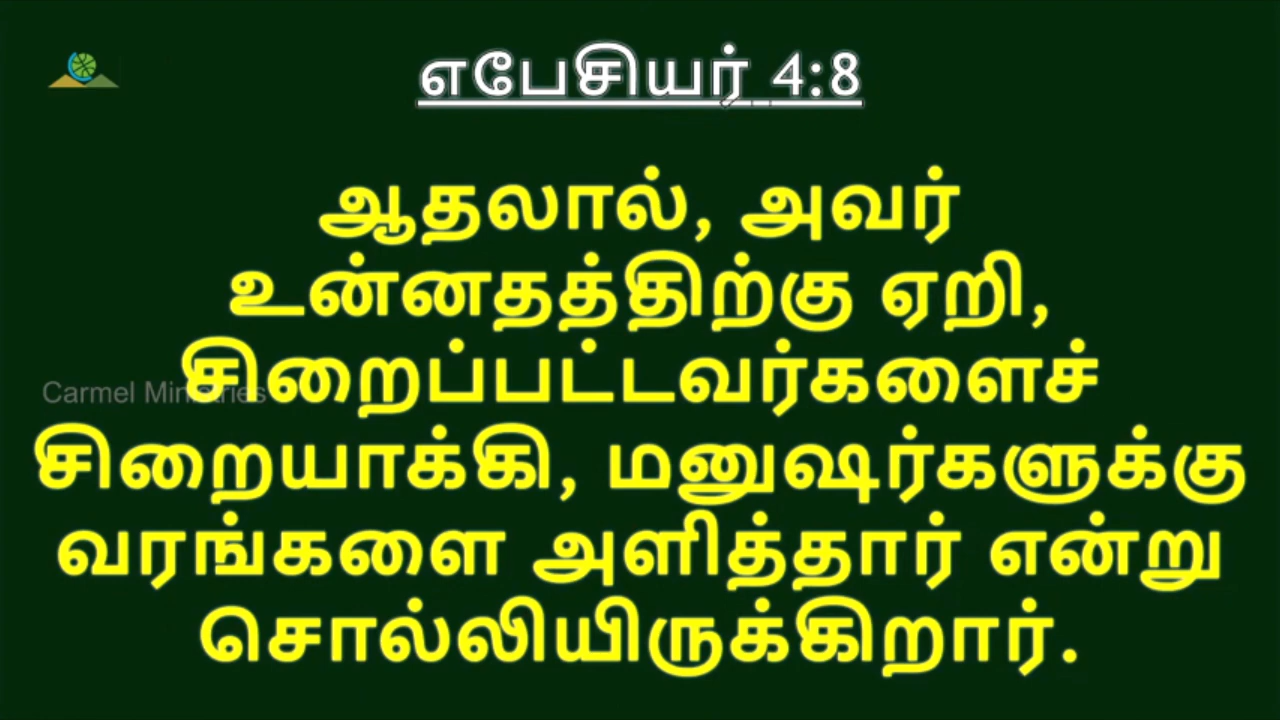 எபேசியர் 4:8
ஆதலால், அவர்
உன்னதத்திற்கு ஏறி,
சிறைப்பட்டவர்களைச்
Carmel Ministries
சிறையாக்கி, மனுஷர்களுக்கு
வரங்களை அளித்தார் என்று
சொல்லியிருக்கிறார்.